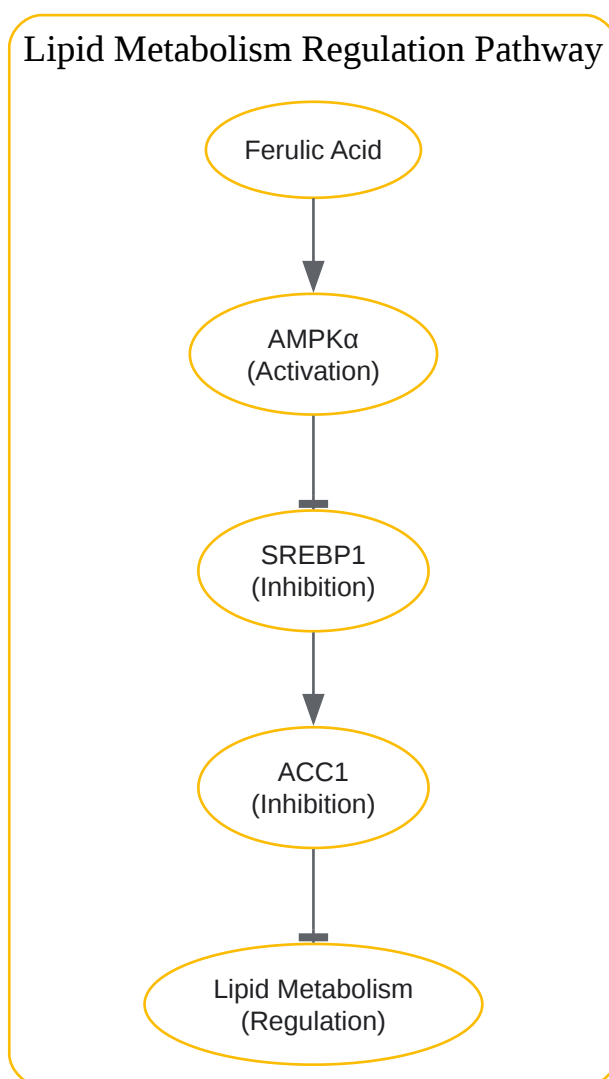 Lipid Metabolism Regulation Pathway
Ferulic Acid
AMPKα
(Activation)
SREBP1
(Inhibition)
ACC1
(Inhibition)
Lipid Metabolism
(Regulation)